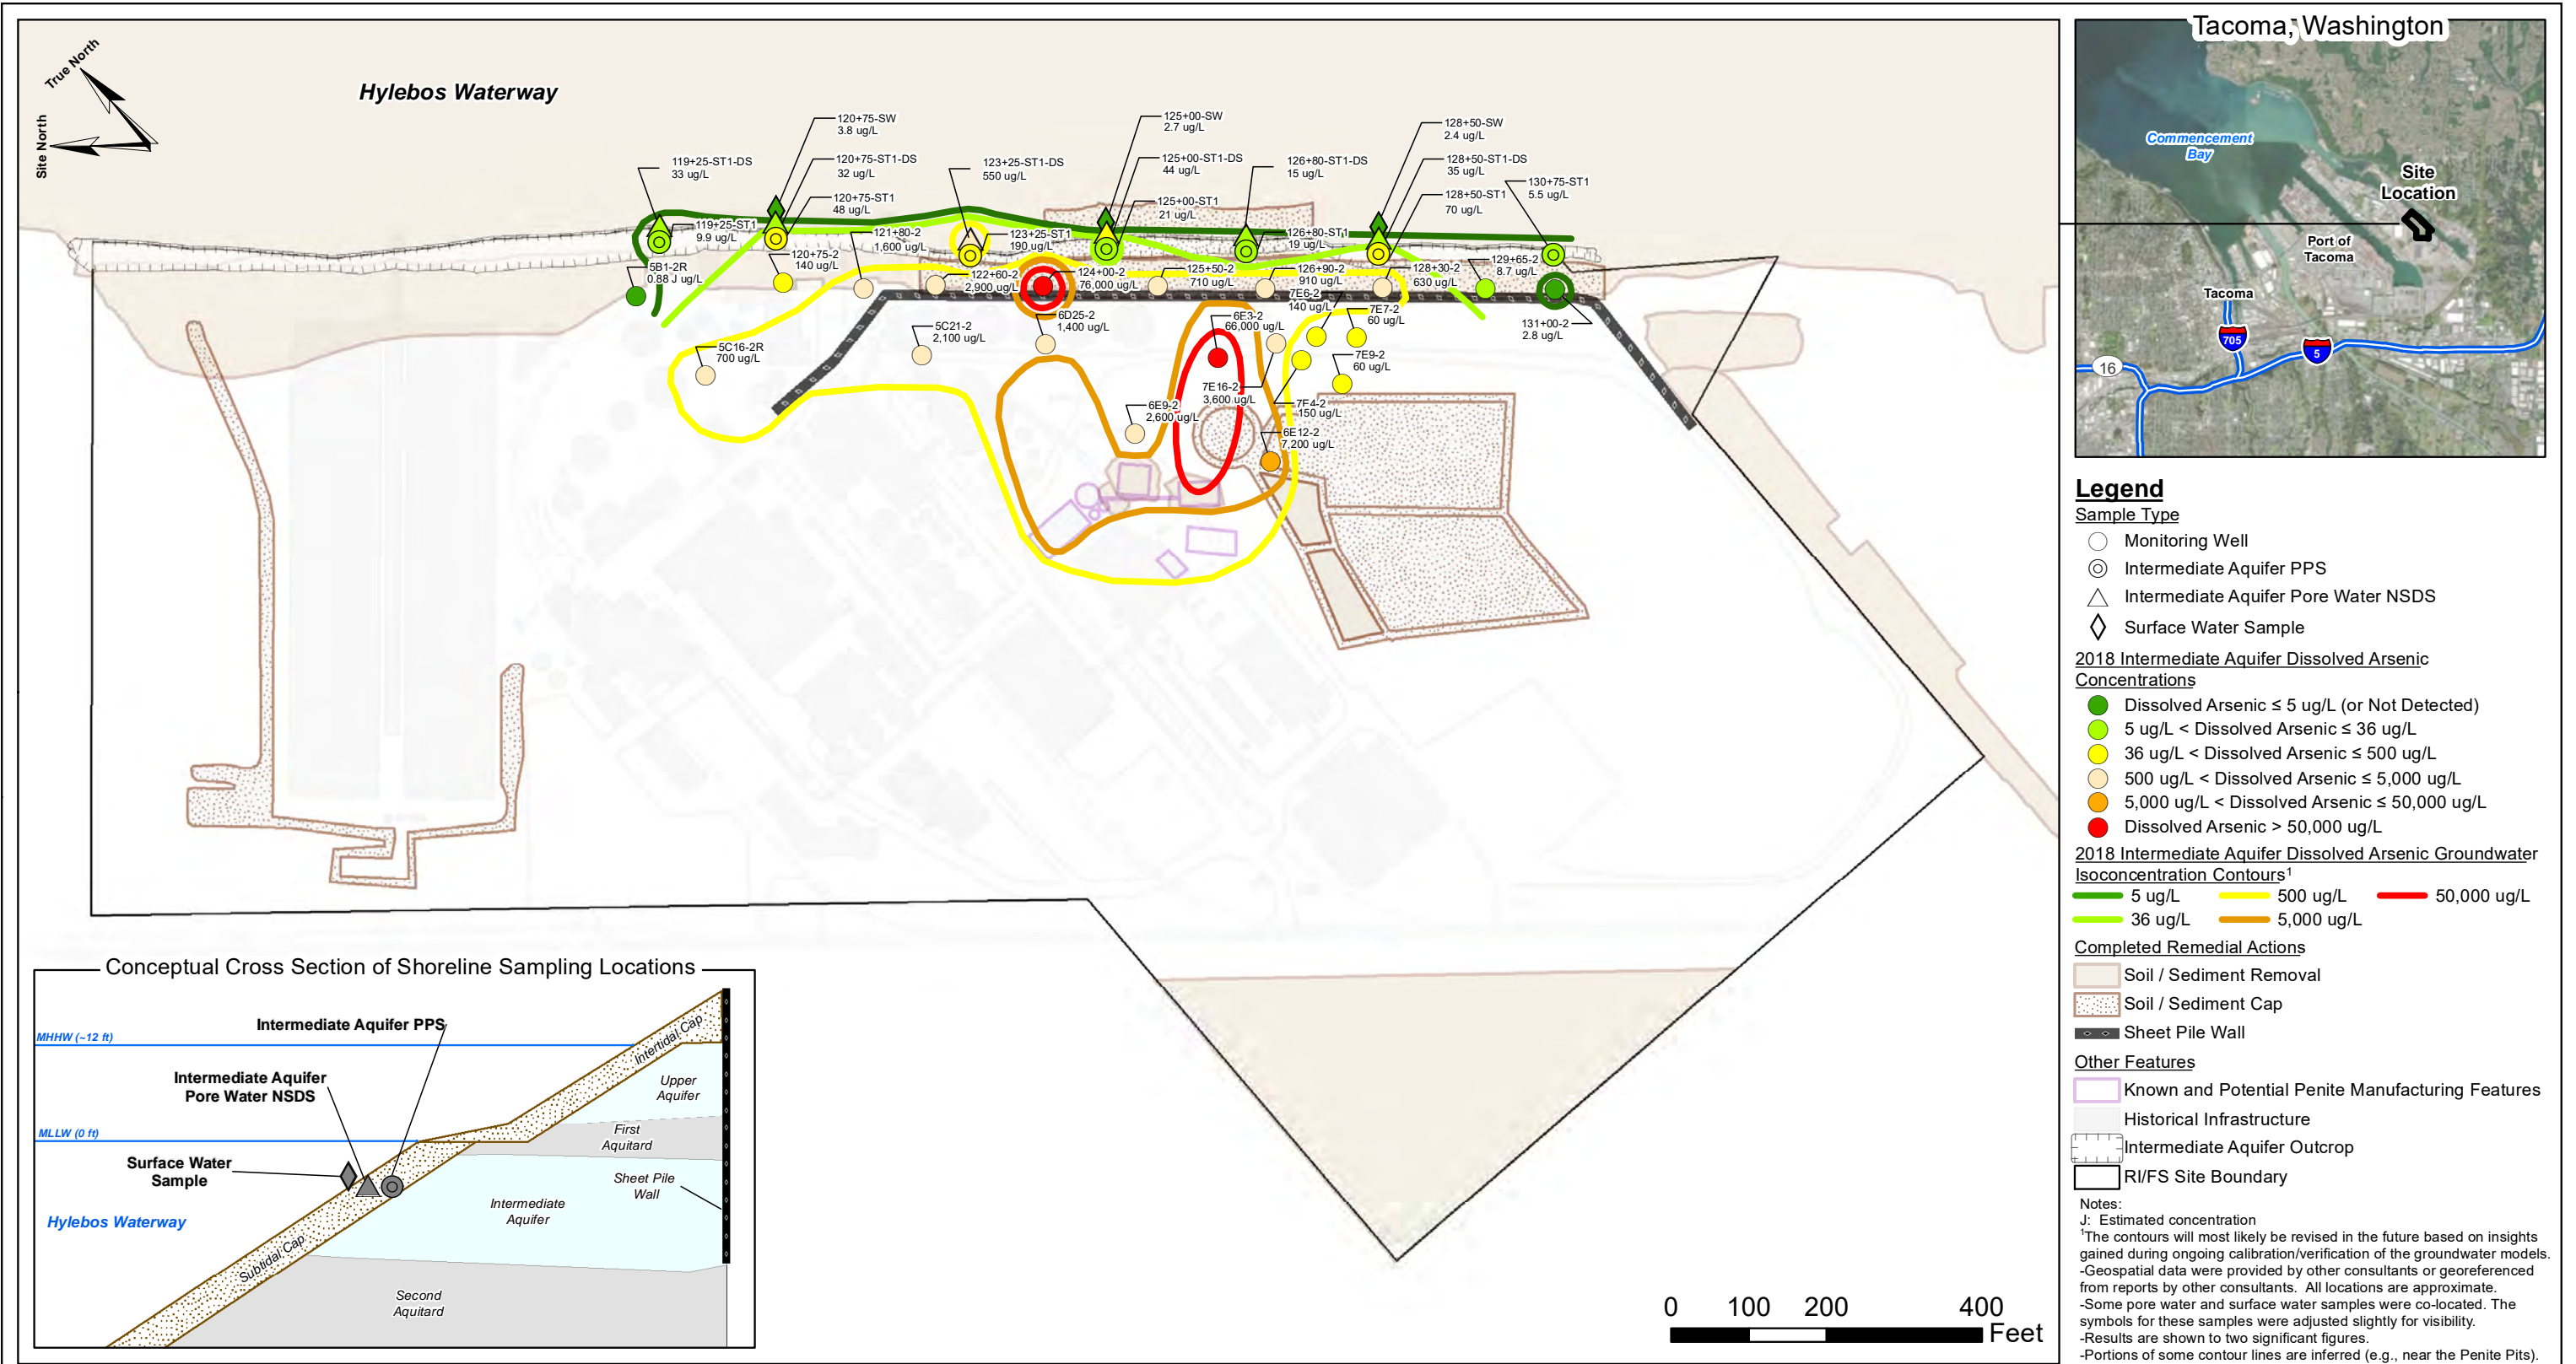 True North
Site North
Hylebos Waterway
120+75-SW
3.8 ug/L
125+00-SW
2.7 ug/L
128+50-SW
2.4 ug/L
119+25-ST1-DS
33 ug/L
120+75-ST1-DS
32 ug/L
123+25-ST1-DS
550 ug/L
125+00-ST1-DS
44 ug/L
126+80-ST1-DS
15 ug/L
128+50-ST1-DS
35 ug/L
130+75-ST1
5.5 ug/L
120+75-ST1
48 ug/L
125+00-ST1
21 ug/L
128+50-ST1
70 ug/L
119+25-ST1
9.9 ug/L
121+80-2
1,600 ug/L
123+25-ST1
190 ug/L
126+80-ST1
19 ug/L
5B1-2R
0.88 J ug/L
120+75-2
140 ug/L
122+60-2
2,900 ug/L
124+00-2
76,000 ug/L
125+50-2
710 ug/L
126+90-2
910 ug/L
128+30-2
630 ug/L
129+65-2
8.7 ug/L
7E6-2
140 ug/L
7E7-2
60 ug/L
131+00-2
2.8 ug/L
5C21-2
2,100 ug/L
6D25-2
1,400 ug/L
6E3-2
66,000 ug/L
5C16-2R
700 ug/L
7E9-2
60 ug/L
7E16-2
3,600 ug/L
6E9-2
2,600 ug/L
7E4-2
150 ug/L
6E12-2
7,200 ug/L
Conceptual Cross Section of Shoreline Sampling Locations
MHHW (~12 ft)
Intermediate Aquifer PPS
Intertidal Cap
Intermediate Aquifer
Pore Water NSDS
Upper
Aquifer
MLLW (0 ft)
First
Aquitard
Surface Water
Sample
Sheet Pile
Wall
Intermediate
Aquifer
Hylebos Waterway
Subtidal Cap
Second
Aquitard
0 100 200 400
Feet
Tacoma, Washington
Commencement
Bay
Site
Location
Port of
Tacoma
Tacoma
705
5
16
Legend
Sample Type
Monitoring Well
Intermediate Aquifer PPS
Intermediate Aquifer Pore Water NSDS
Surface Water Sample
2018 Intermediate Aquifer Dissolved Arsenic
Concentrations
Dissolved Arsenic ≤ 5 ug/L (or Not Detected)
5 ug/L < Dissolved Arsenic ≤ 36 ug/L
36 ug/L < Dissolved Arsenic ≤ 500 ug/L
500 ug/L < Dissolved Arsenic ≤ 5,000 ug/L
5,000 ug/L < Dissolved Arsenic ≤ 50,000 ug/L
Dissolved Arsenic > 50,000 ug/L
2018 Intermediate Aquifer Dissolved Arsenic Groundwater
Isoconcentration Contours¹
5 ug/L 500 ug/L 50,000 ug/L
36 ug/L 5,000 ug/L
Completed Remedial Actions
Soil / Sediment Removal
Soil / Sediment Cap
Sheet Pile Wall
Other Features
Known and Potential Penite Manufacturing Features
Historical Infrastructure
Intermediate Aquifer Outcrop
RI/FS Site Boundary
Notes:
J: Estimated concentration
¹The contours will most likely be revised in the future based on insights
gained during ongoing calibration/verification of the groundwater models.
-Geospatial data were provided by other consultants or georeferenced
from reports by other consultants. All locations are approximate.
-Some pore water and surface water samples were co-located. The
symbols for these samples were adjusted slightly for visibility.
-Results are shown to two significant figures.
-Portions of some contour lines are inferred (e.g., near the Penite Pits).